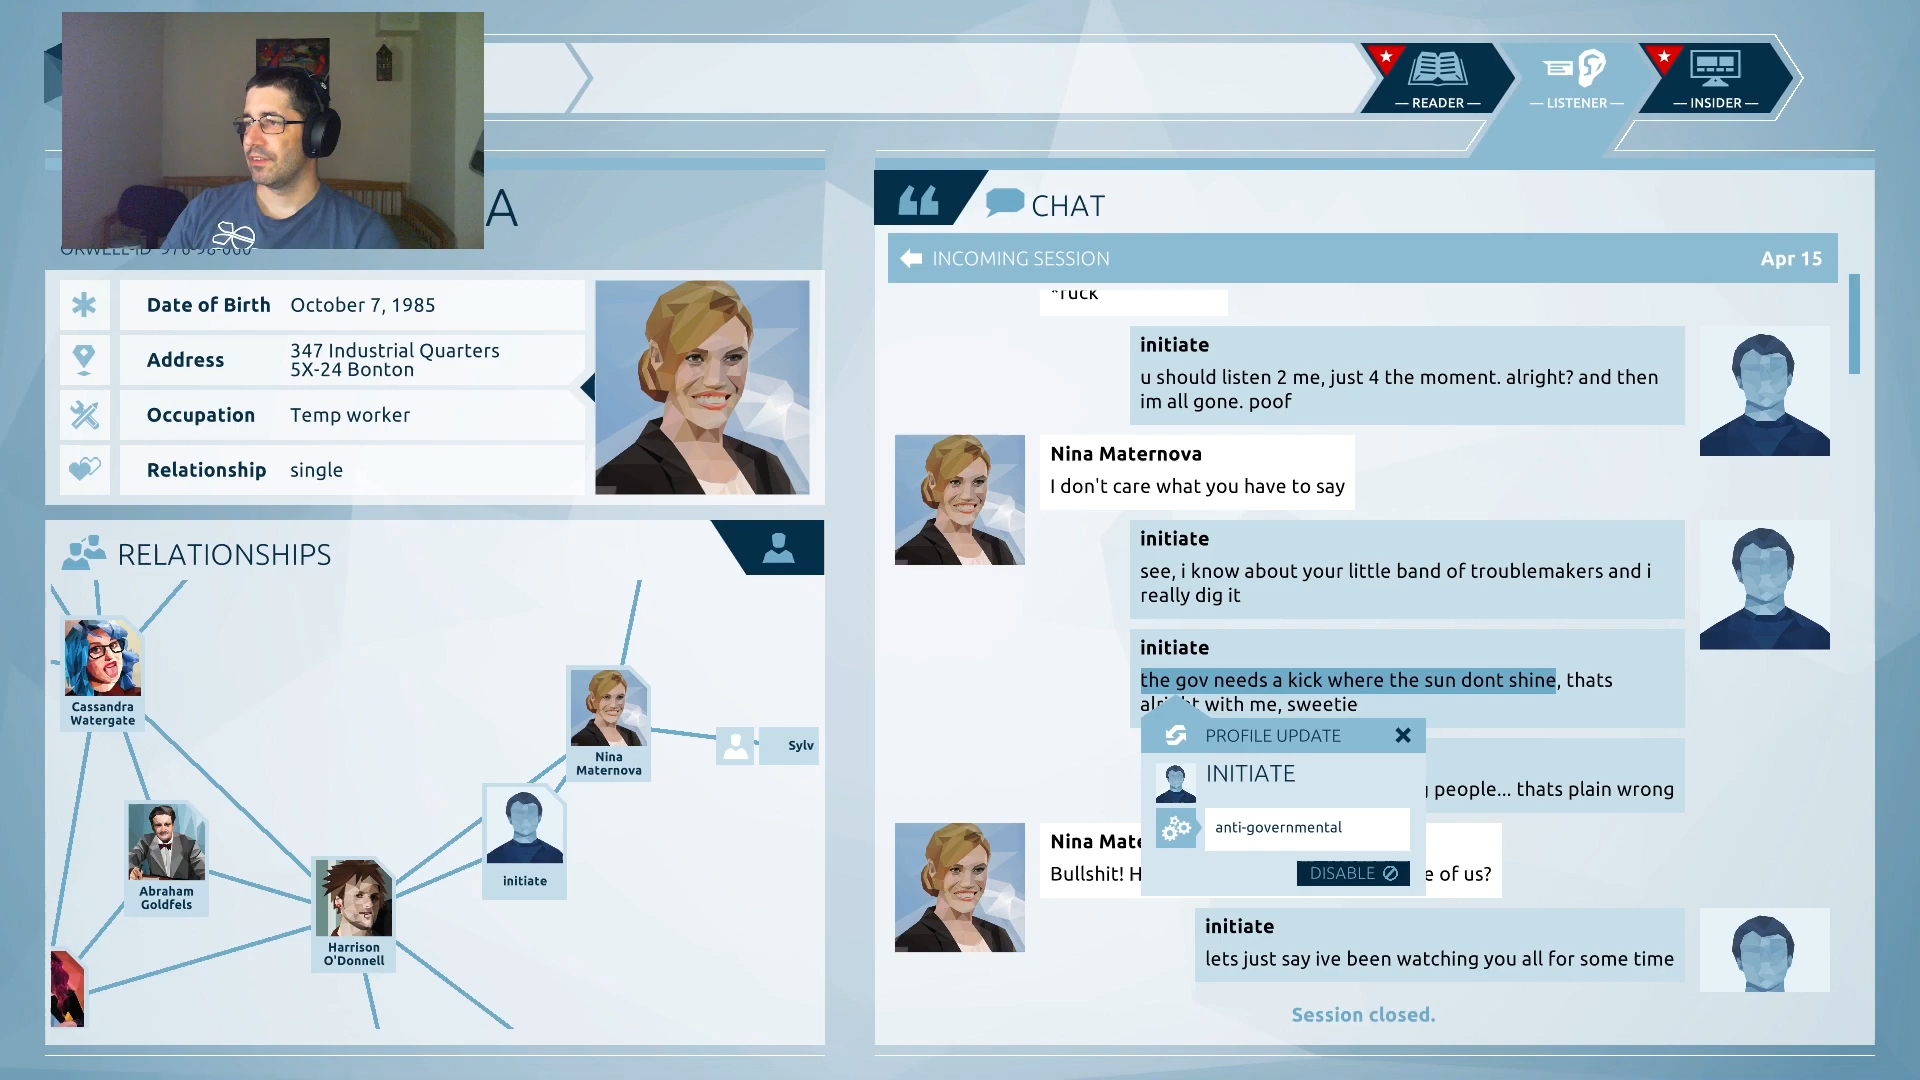 READER
LISTENER
INSIDER
A
Date of Birth October 7, 1985
Address 347 Industrial Quarters
5X-24 Bonton
Occupation Temp worker
Relationship single
RELATIONSHIPS
Cassandra
Watergate
Abraham
Goldfels
Harrison
O'Donnell
initiate
Nina
Maternova
Sylv
CHAT
INCOMING SESSION Apr 15
initiate
u should listen 2 me, just 4 the moment. alright? and then
im all gone. poof
Nina Maternova
I don't care what you have to say
initiate
see, i know about your little band of troublemakers and i
really dig it
initiate
the gov needs a kick where the sun dont shine, thats
with me, sweetie
PROFILE UPDATE
INITIATE
anti-governmental
DISABLE
people... thats plain wrong
Nina Mate
Bullshit! H e of us?
initiate
lets just say ive been watching you all for some time
Session closed.